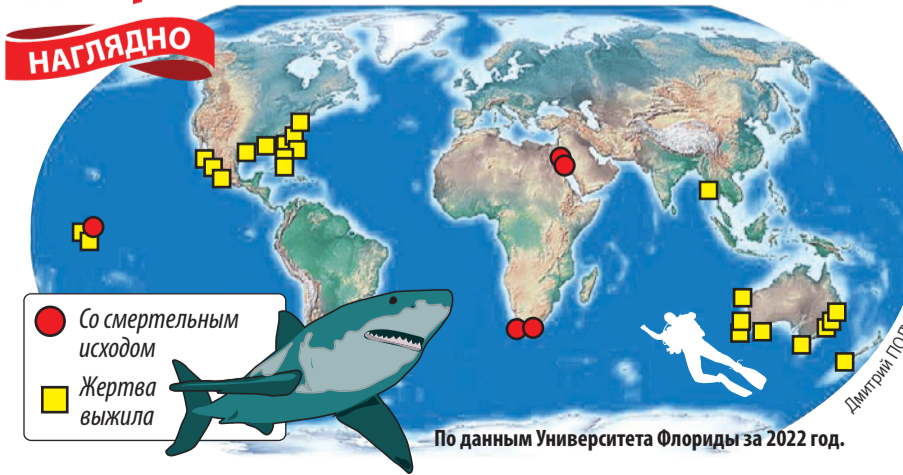 НАГЛЯДНО
Со смертельным
исходом
Жертва
выжила
Дмитрий
По данным Университета Флориды за 2022 год.